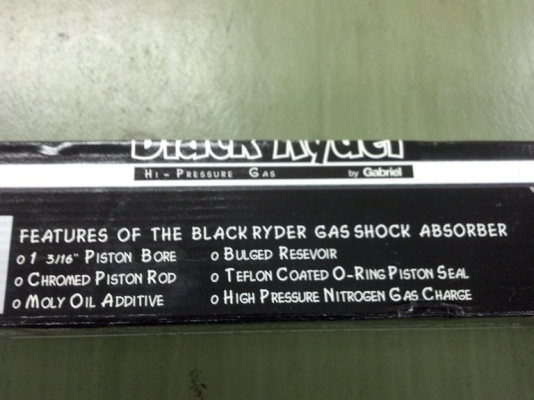 Black Ryder
HI-PRESSURE GAS by Gabriel
FEATURES OF THE BLACK RYDER GAS SHOCK ABSORBER
o 1 3/16" PISTON BORE o BULGED RESEVOIR
o CHROMED PISTON ROD o TEFLON COATED O-RING PISTON SEAL
o MOLY OIL ADDITIVE o HIGH PRESSURE NITROGEN GAS CHARGE